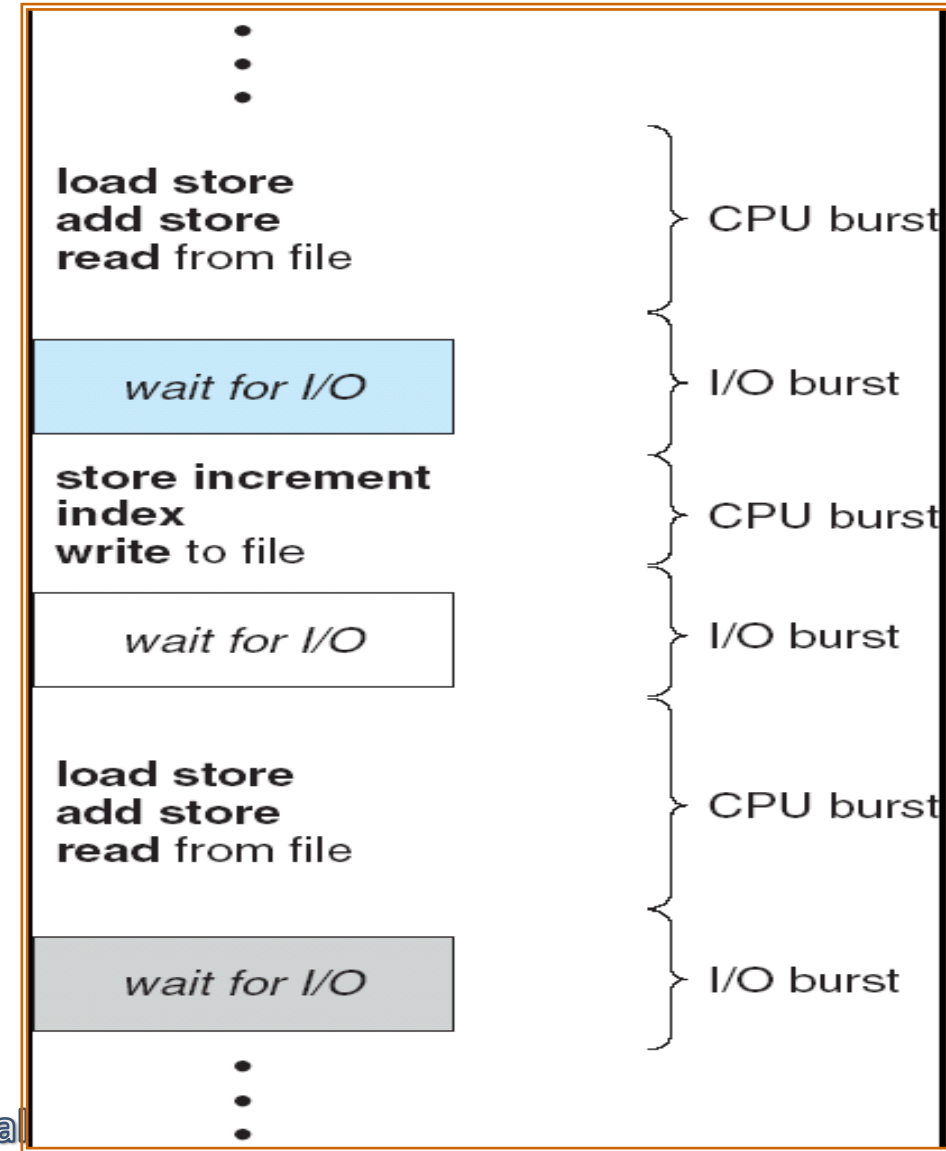 load store
add store
read from file
CPU burst
wait for I/O
I/O burst
store increment
index
write to file
CPU burst
wait for I/O
I/O burst
load store
add store
read from file
CPU burst
wait for I/O
I/O burst